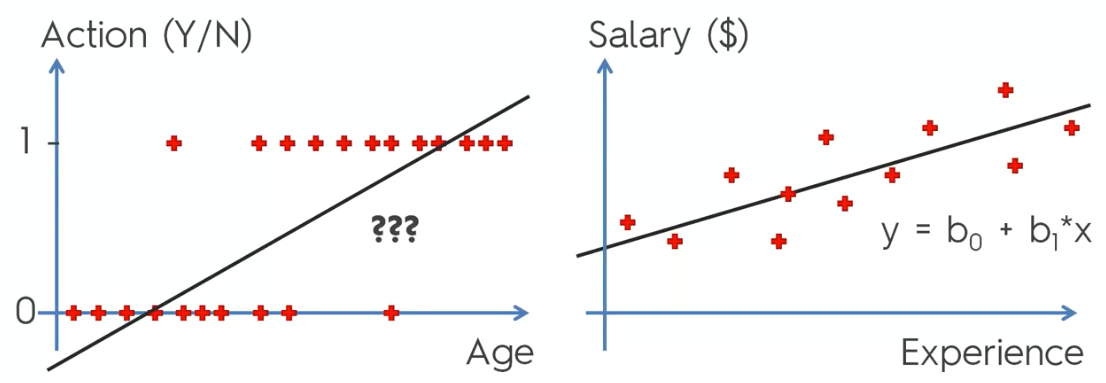 Action (Y/N)
1
???
0
Age
Salary ($)
y = b₀ + b₁*x
Experience